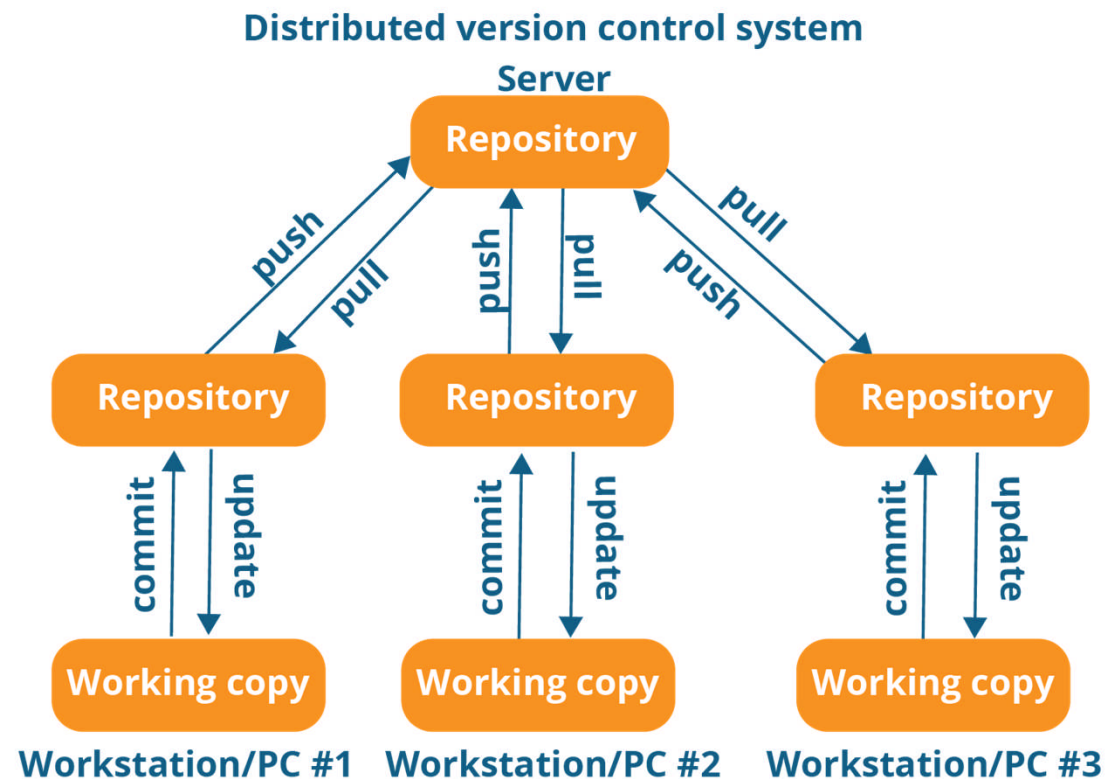 Distributed version control system
Server
Repository
push
pull
push
pull
push
pull
Repository
Repository
Repository
commit
update
commit
update
commit
update
Working copy
Working copy
Working copy
Workstation/PC #1
Workstation/PC #2
Workstation/PC #3